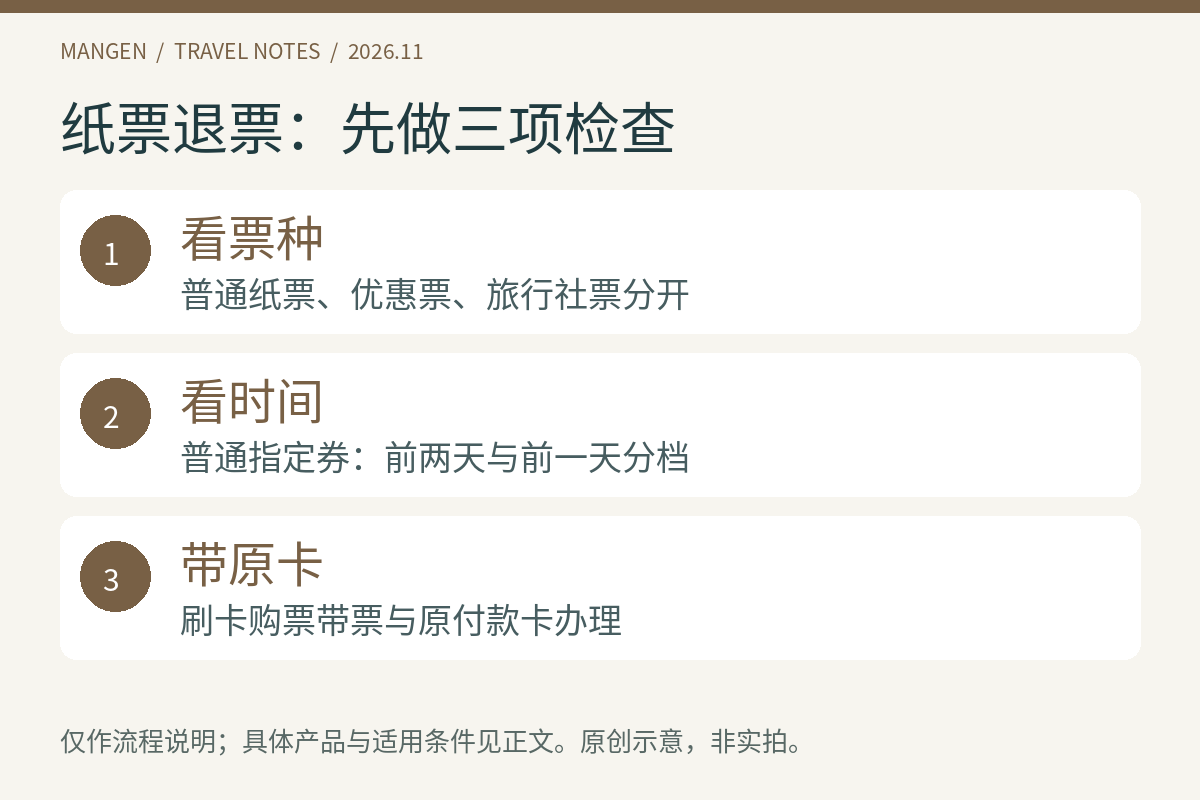 MANGEN / TRAVEL NOTES / 2026.11
纸票退票：先做三项检查
1
看票种
普通纸票、优惠票、旅行社票分开
2
看时间
普通指定券：前两天与前一天分档
3
带原卡
刷卡购票带票与原付款卡办理
仅作流程说明；具体产品与适用条件见正文。原创示意，非实拍。